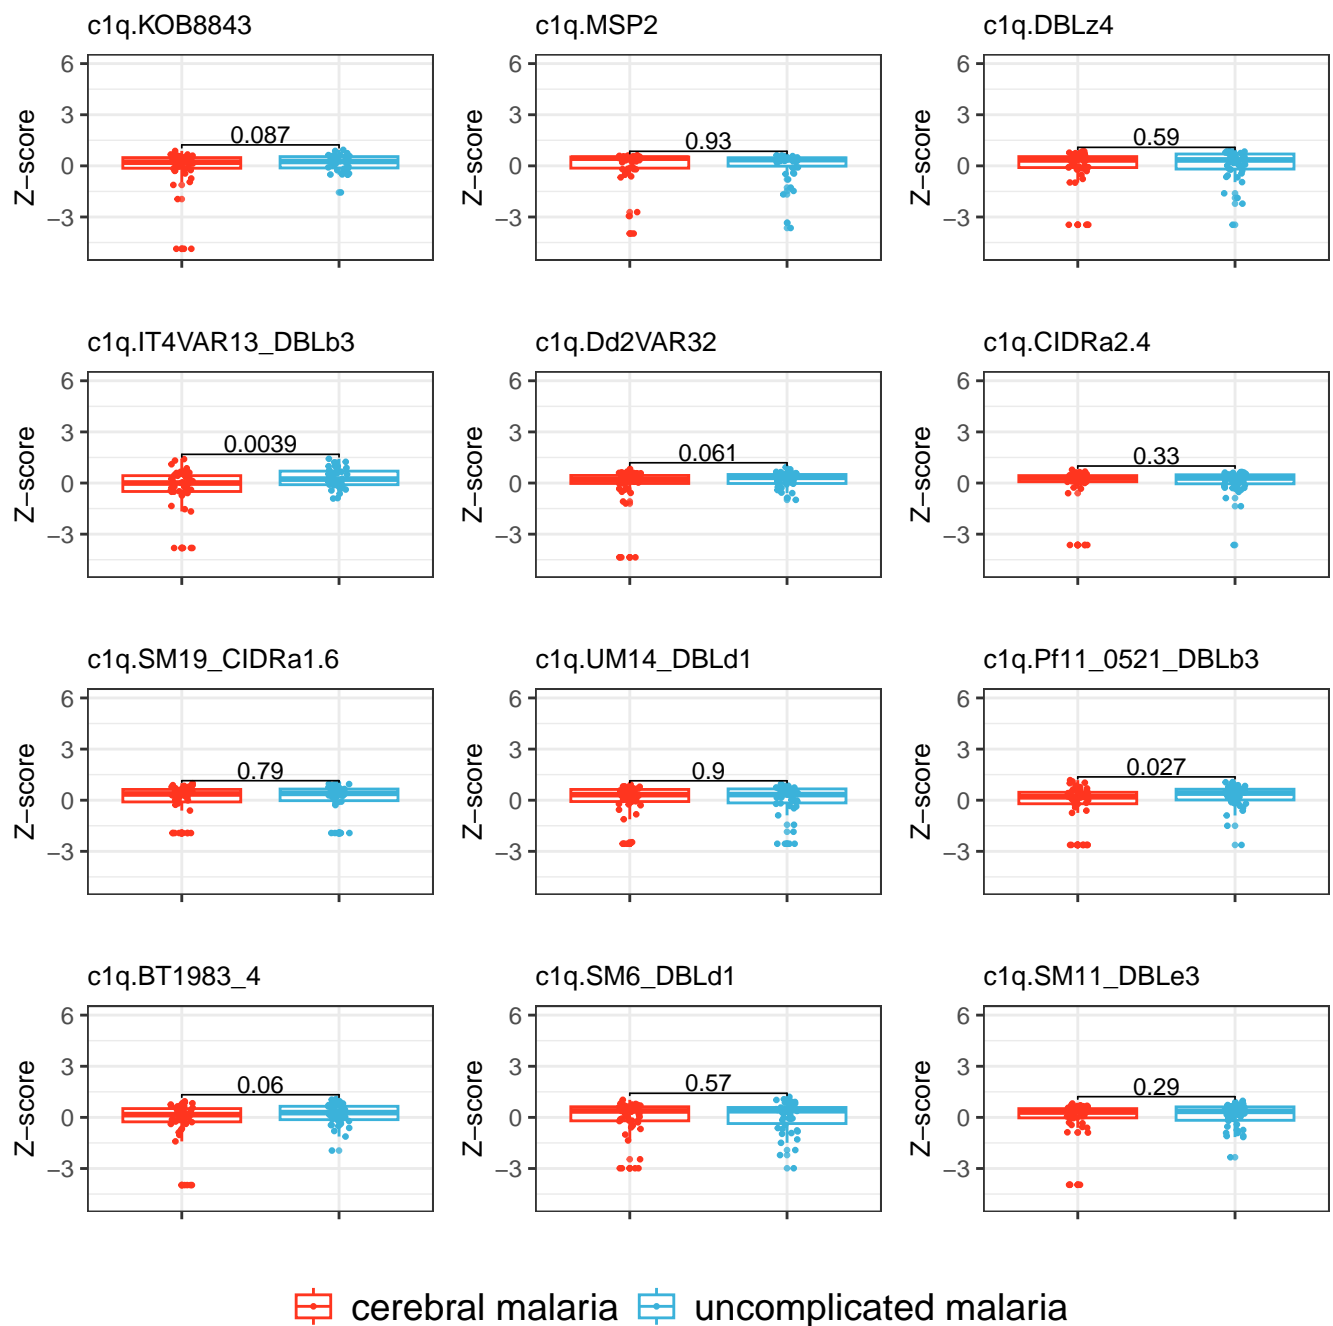 c1q.KOB8843 c1q.MSP2 c1q.DBLz4
6 6 6
3 3 3
0.087 0.93 0.59
0 0 0
−3 −3 −3
Z−score Z−score Z−score
c1q.IT4VAR13_DBLb3 c1q.Dd2VAR32 c1q.CIDRa2.4
6 6 6
3 3 3
0.0039 0.061 0.33
0 0 0
−3 −3 −3
Z−score Z−score Z−score
c1q.SM19_CIDRa1.6 c1q.UM14_DBLd1 c1q.Pf11_0521_DBLb3
6 6 6
3 3 3
0.79 0.9 0.027
0 0 0
−3 −3 −3
Z−score Z−score Z−score
c1q.BT1983_4 c1q.SM6_DBLd1 c1q.SM11_DBLe3
6 6 6
3 3 3
0.06 0.57 0.29
0 0 0
−3 −3 −3
Z−score Z−score Z−score
cerebral malaria uncomplicated malaria